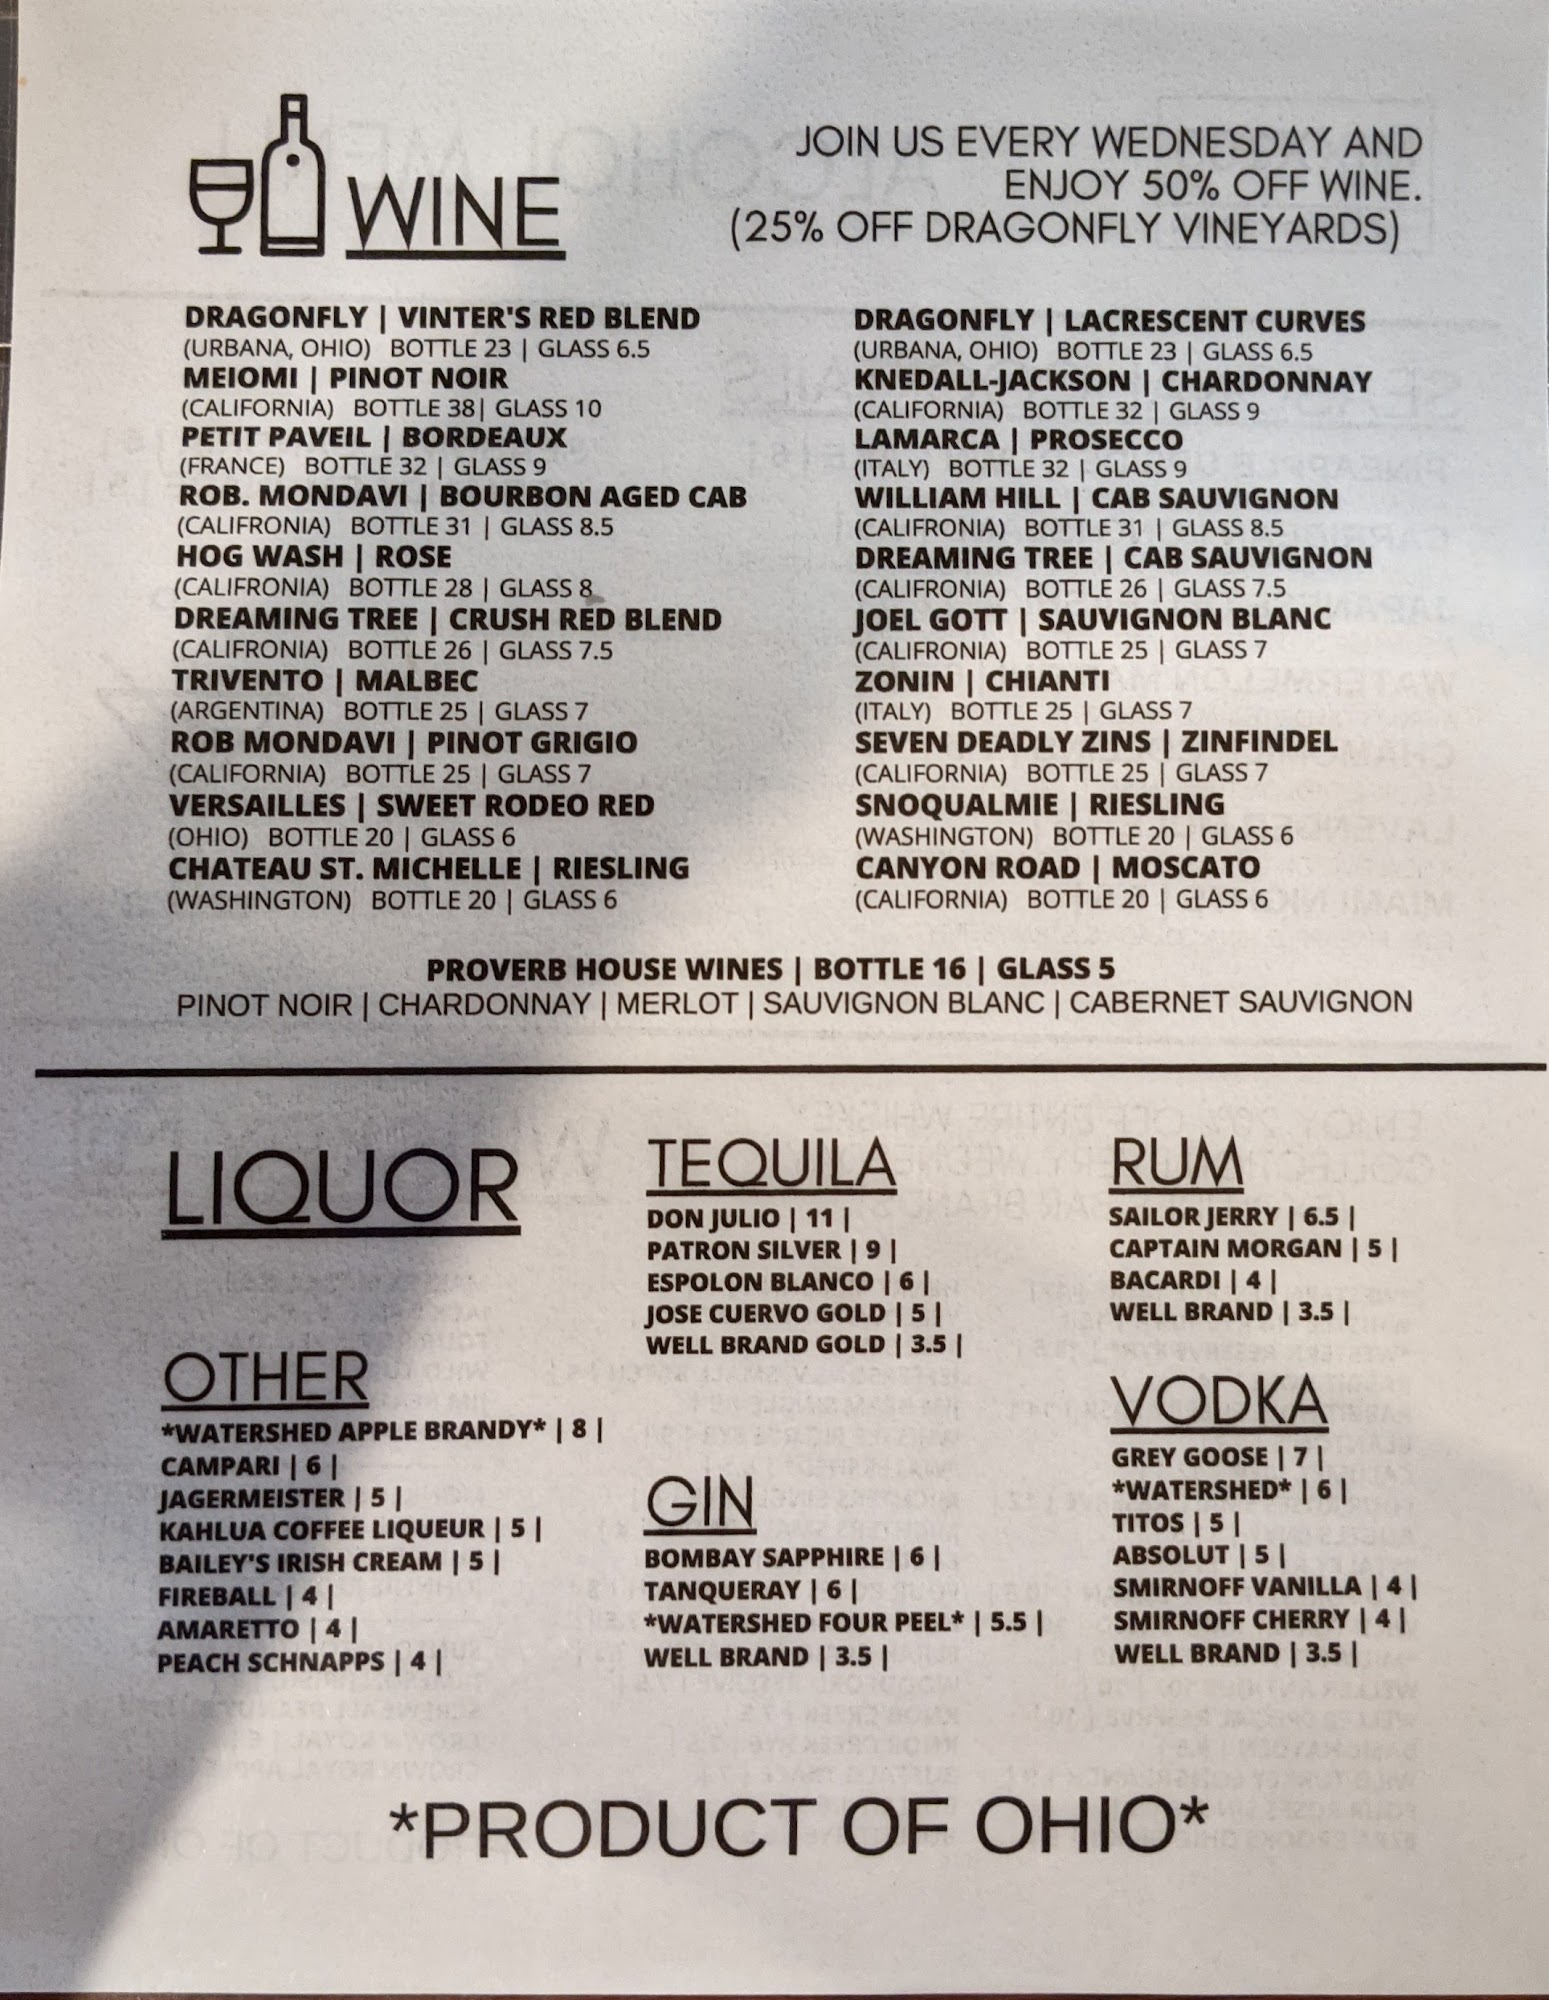 WINE
JOIN US EVERY WEDNESDAY AND
ENJOY 50% OFF WINE.
(25% OFF DRAGONFLY VINEYARDS)
DRAGONFLY | VINTER'S RED BLEND
(URBANA, OHIO) BOTTLE 23 | GLASS 6.5
MEIOMI | PINOT NOIR
(CALIFORNIA) BOTTLE 38| GLASS 10
PETIT PAVEIL | BORDEAUX
(FRANCE) BOTTLE 32 | GLASS 9
ROB. MONDAVI | BOURBON AGED CAB
(CALIFRONIA) BOTTLE 31 | GLASS 8.5
HOG WASH | ROSE
(CALIFRONIA) BOTTLE 28 | GLASS 8
DREAMING TREE | CRUSH RED BLEND
(CALIFRONIA) BOTTLE 26 | GLASS 7.5
TRIVENTO | MALBEC
(ARGENTINA) BOTTLE 25 | GLASS 7
ROB MONDAVI | PINOT GRIGIO
(CALIFORNIA) BOTTLE 25 | GLASS 7
VERSAILLES | SWEET RODEO RED
(OHIO) BOTTLE 20 | GLASS 6
CHATEAU ST. MICHELLE | RIESLING
(WASHINGTON) BOTTLE 20 | GLASS 6
DRAGONFLY | LACRESCENT CURVES
(URBANA, OHIO) BOTTLE 23 | GLASS 6.5
KNEDALL-JACKSON | CHARDONNAY
(CALIFORNIA) BOTTLE 32 | GLASS 9
LAMARCA | PROSECCO
(ITALY) BOTTLE 32 | GLASS 9
WILLIAM HILL | CAB SAUVIGNON
(CALIFRONIA) BOTTLE 31 | GLASS 8.5
DREAMING TREE | CAB SAUVIGNON
(CALIFRONIA) BOTTLE 26 | GLASS 7.5
JOEL GOTT | SAUVIGNON BLANC
(CALIFRONIA) BOTTLE 25 | GLASS 7
ZONIN | CHIANTI
(ITALY) BOTTLE 25 | GLASS 7
SEVEN DEADLY ZINS | ZINFINDEL
(CALIFORNIA) BOTTLE 25 | GLASS 7
SNOQUALMIE | RIESLING
(WASHINGTON) BOTTLE 20 | GLASS 6
CANYON ROAD | MOSCATO
(CALIFORNIA) BOTTLE 20 | GLASS 6
PROVERB HOUSE WINES | BOTTLE 16 | GLASS 5
PINOT NOIR | CHARDONNAY | MERLOT | SAUVIGNON BLANC | CABERNET SAUVIGNON
LIQUOR
OTHER
*WATERSHED APPLE BRANDY* | 8 |
CAMPARI | 6 |
JAGERMEISTER | 5 |
KAHLUA COFFEE LIQUEUR | 5 |
BAILEY'S IRISH CREAM | 5 |
FIREBALL | 4 |
AMARETTO | 4 |
PEACH SCHNAPPS | 4 |
TEQUILA
DON JULIO | 11 |
PATRON SILVER | 9 |
ESPOLON BLANCO | 6 |
JOSE CUERVO GOLD | 5 |
WELL BRAND GOLD | 3.5 |
GIN
BOMBAY SAPPHIRE | 6 |
TANQUERAY | 6 |
*WATERSHED FOUR PEEL* | 5.5 |
WELL BRAND | 3.5 |
RUM
SAILOR JERRY | 6.5 |
CAPTAIN MORGAN | 5 |
BACARDI | 4 |
WELL BRAND | 3.5 |
VODKA
GREY GOOSE | 7 |
*WATERSHED* | 6 |
TITOS | 5 |
ABSOLUT | 5 |
SMIRNOFF VANILLA | 4 |
SMIRNOFF CHERRY | 4 |
WELL BRAND | 3.5 |
*PRODUCT OF OHIO*